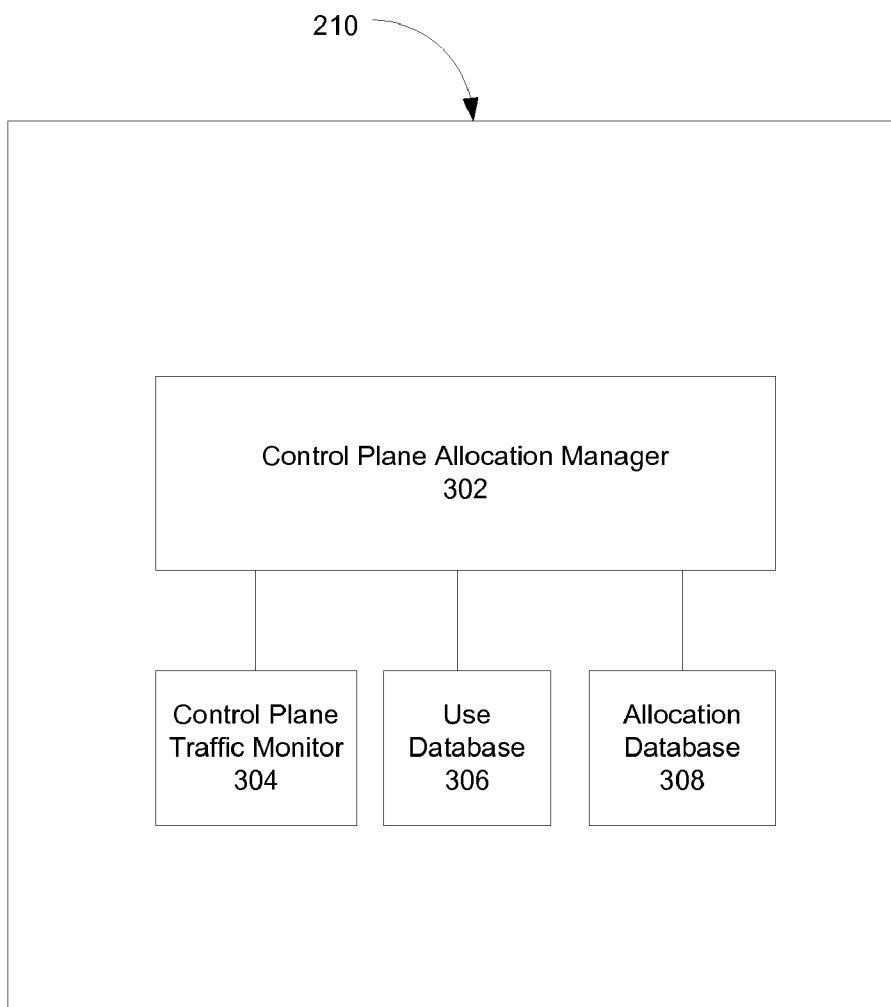 210
Control Plane Allocation Manager
302
Control Plane
Traffic Monitor
304
Use
Database
306
Allocation
Database
308